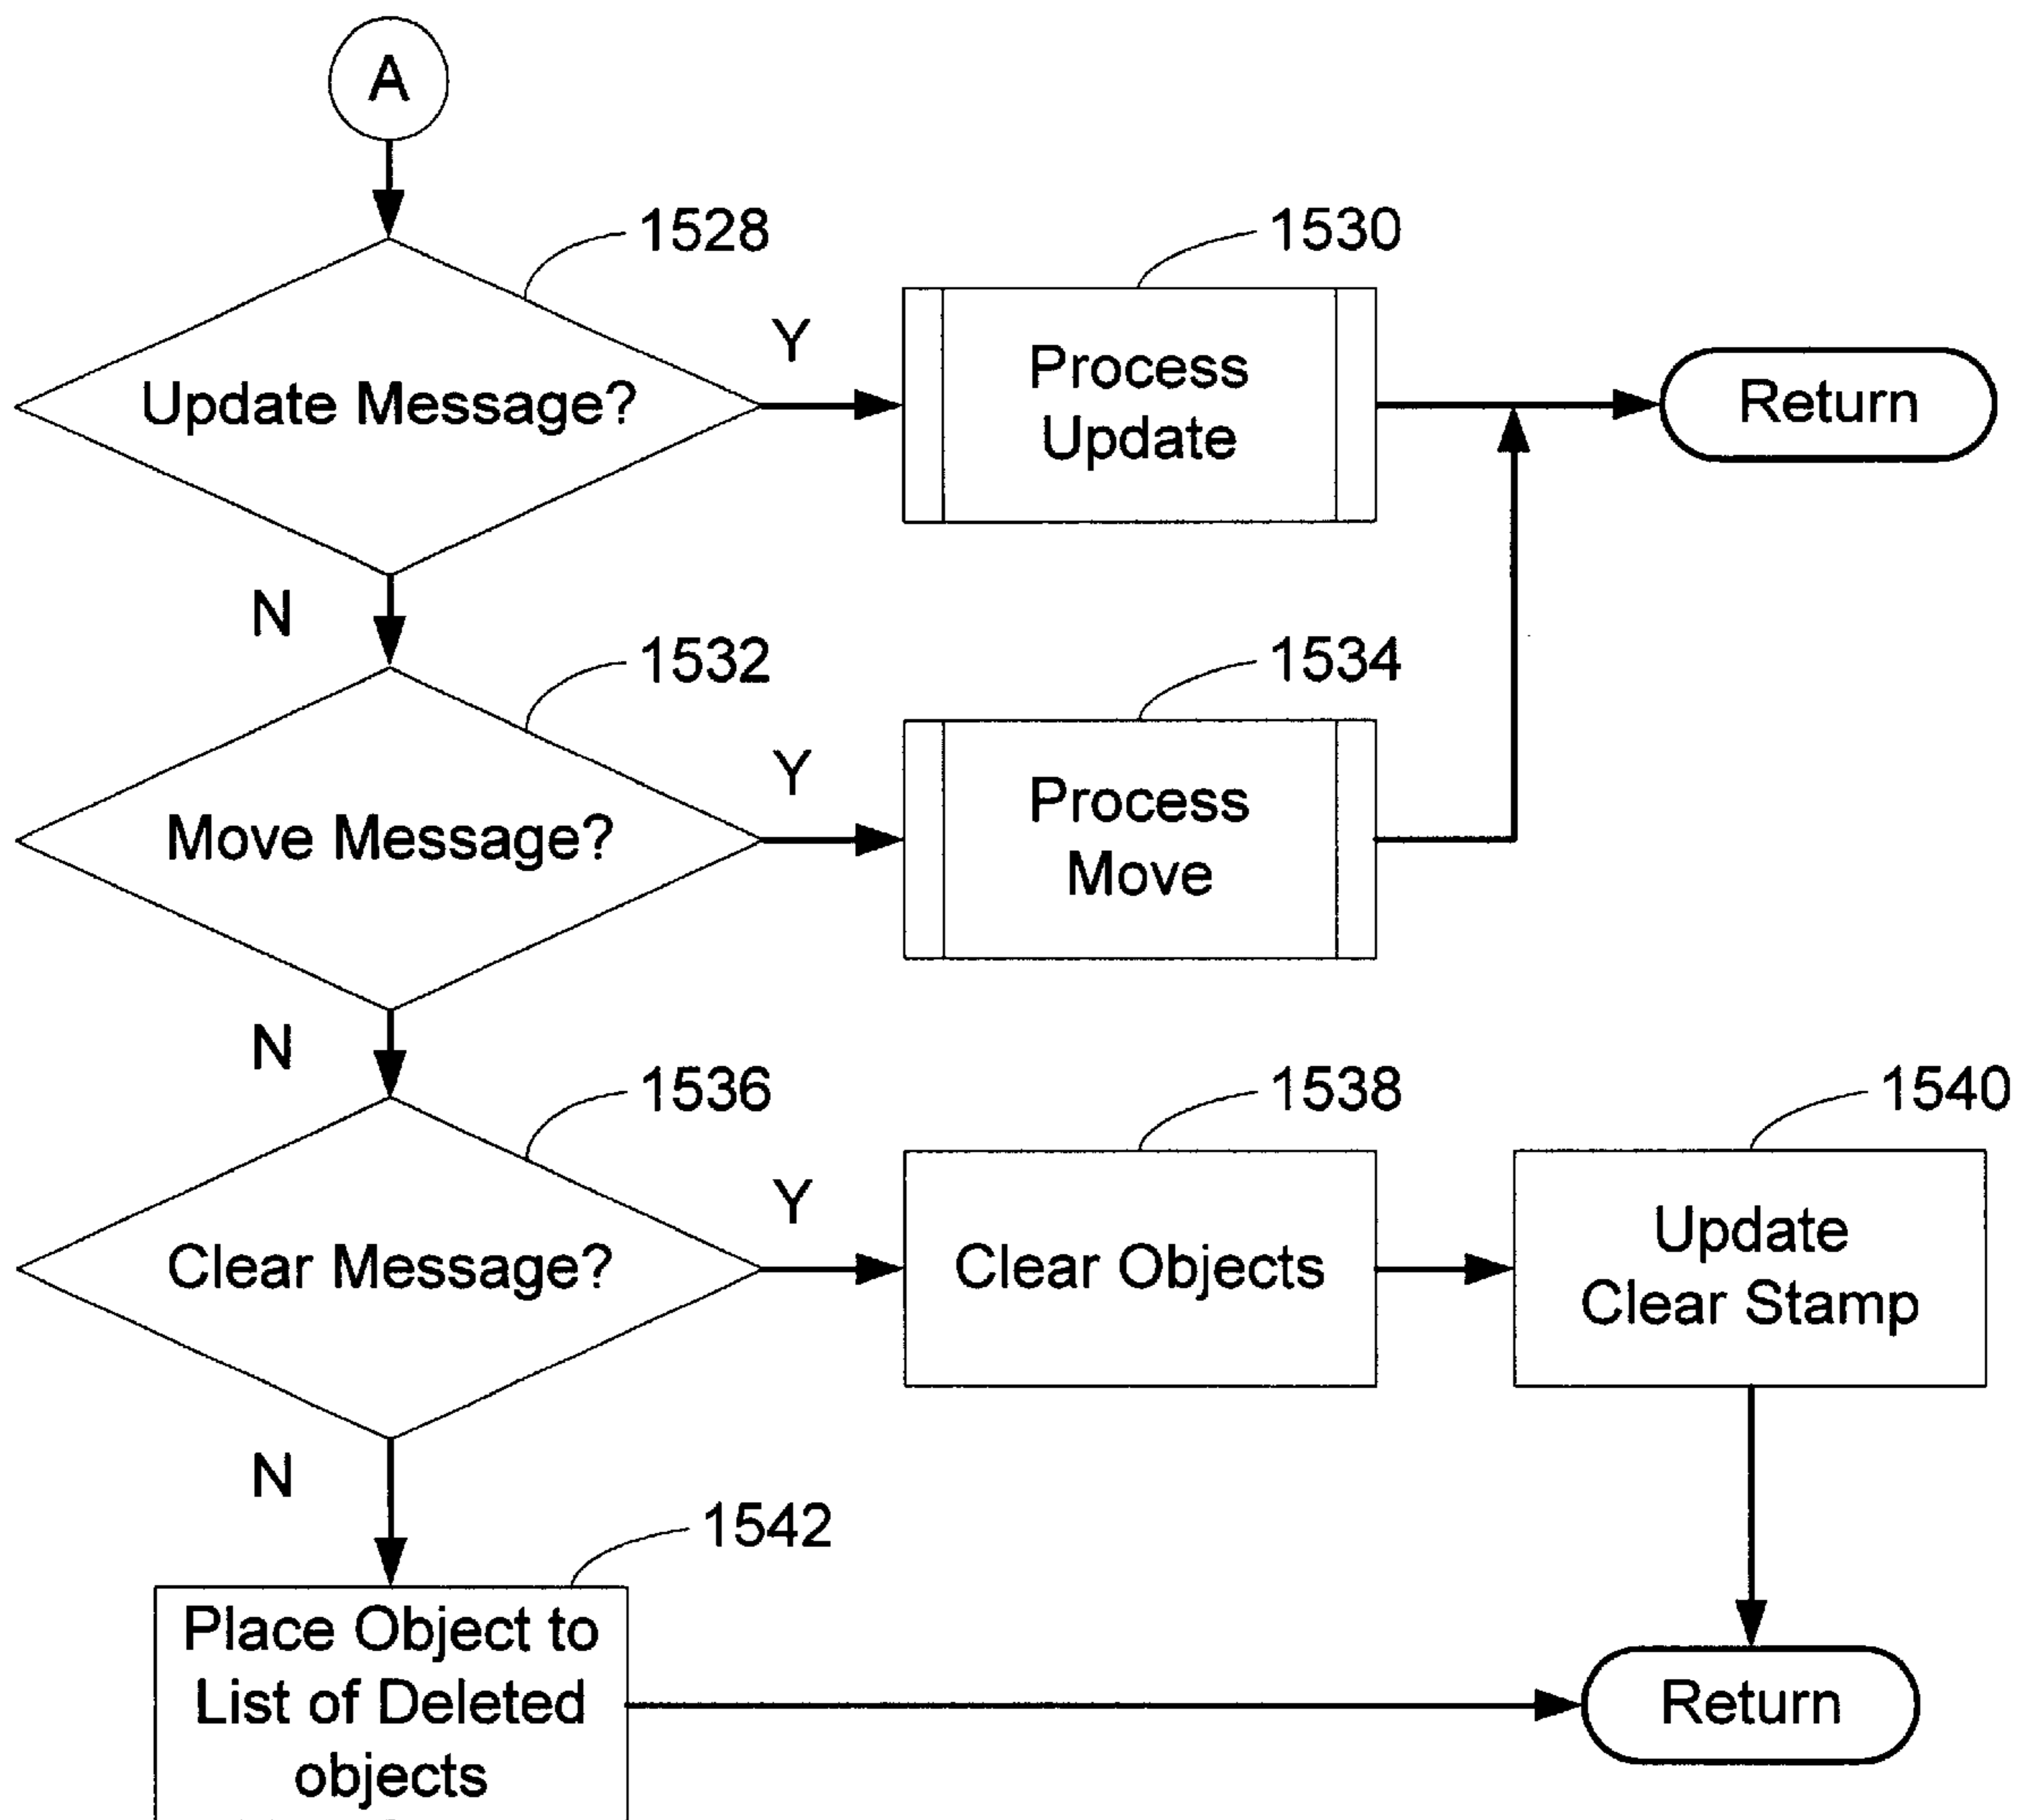 A
1528
1530
Update Message?
Y
Process
Update
Return
N
1532
1534
Move Message?
Y
Process
Move
N
1536
1538
1540
Clear Message?
Y
Clear Objects
Update
Clear Stamp
N
1542
Place Object to
List of Deleted
objects
Return